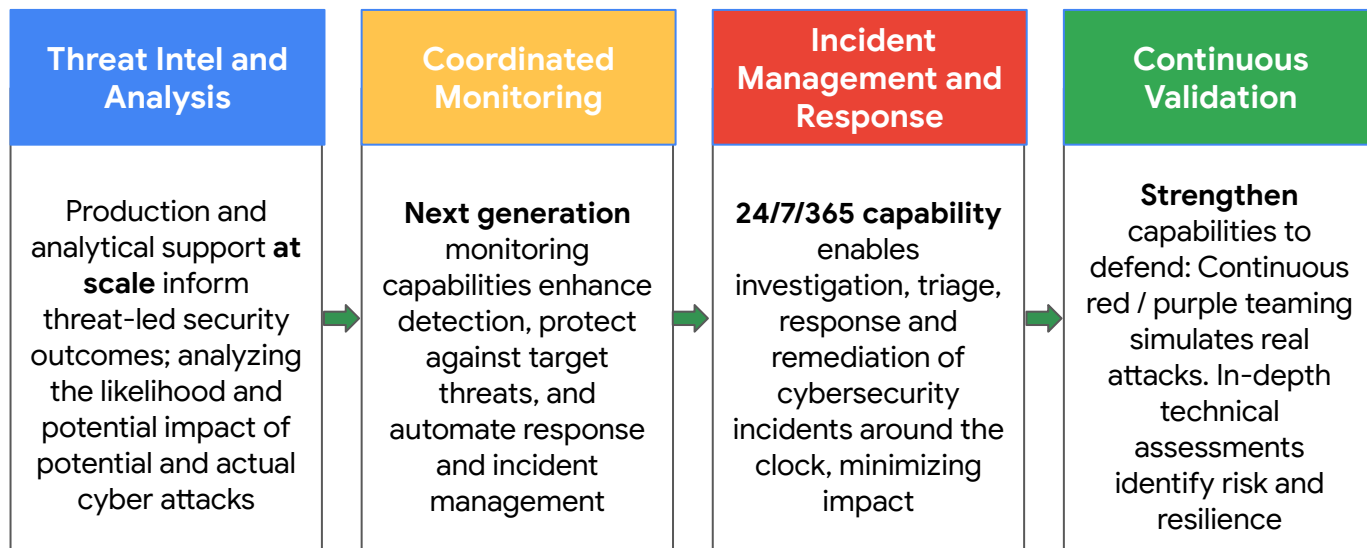 Threat Intel and
Analysis
Production and
analytical support at
scale inform
threat-led security
outcomes; analyzing
the likelihood and
potential impact of
potential and actual
cyber attacks
Coordinated
Monitoring
Next generation
monitoring
capabilities enhance
detection, protect
against target
threats, and
automate response
and incident
management
Incident
Management and
Response
24/7/365 capability
enables
investigation, triage,
response and
remediation of
cybersecurity
incidents around the
clock, minimizing
impact
Continuous
Validation
Strengthen
capabilities to
defend: Continuous
red / purple teaming
simulates real
attacks. In-depth
technical
assessments
identify risk and
resilience